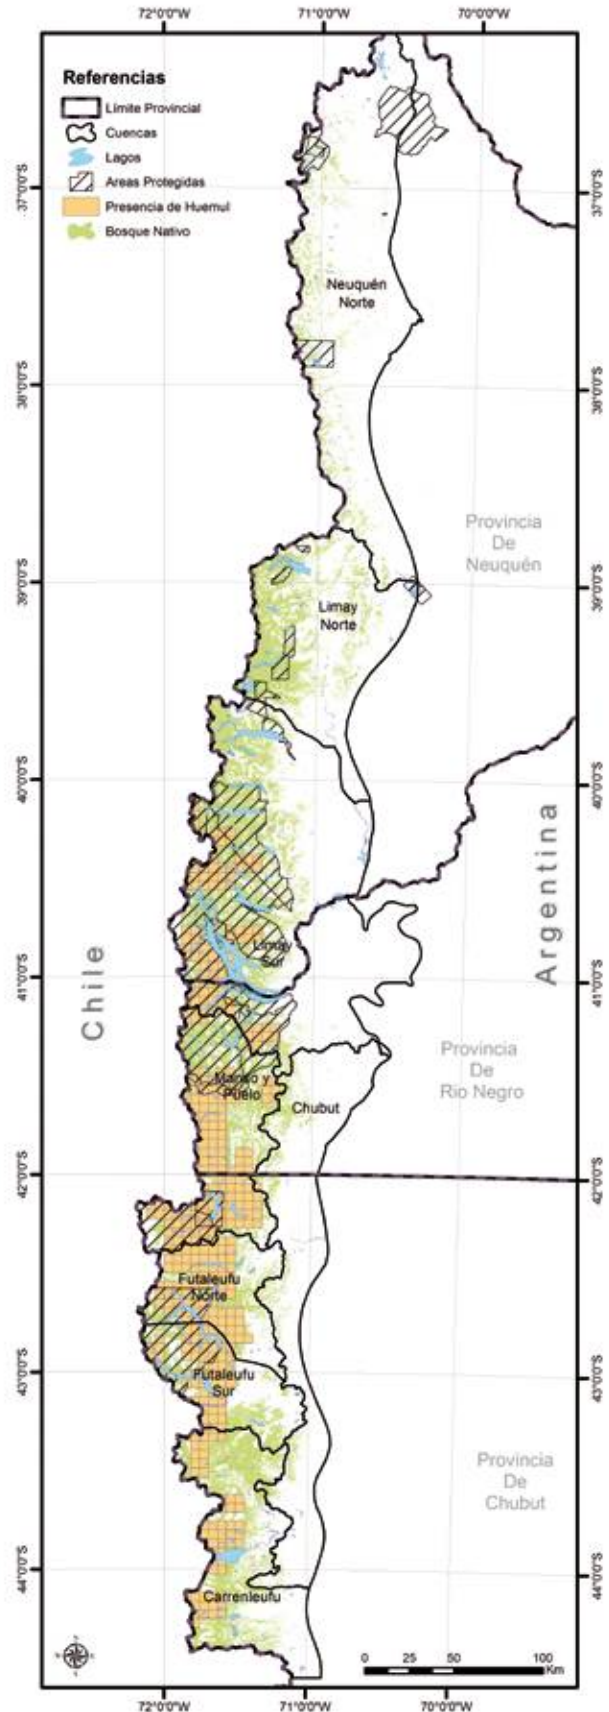 72°0'0"W
71°0'0"W
70°0'0"W
Referencias
Límite Provincial
Cuencas
Lagos
Areas Protegidas
Presencia de Huemul
Bosque Nativo
37°0'0"S
37°0'0"S
Neuquén
Norte
38°0'0"S
38°0'0"S
Provincia
De
Neuquén
39°0'0"S
39°0'0"S
Limay
Norte
40°0'0"S
40°0'0"S
Argentina
Chile
Limay
Sur
41°0'0"S
41°0'0"S
Provincia
De
Rio Negro
Manso y
Puelo
Chubut
42°0'0"S
42°0'0"S
Futaleufu
Norte
Futaleufu
Sur
43°0'0"S
43°0'0"S
Provincia
De
Chubut
44°0'0"S
44°0'0"S
Carrenleufu
0 25 50 100
Km
72°0'0"W
71°0'0"W
70°0'0"W